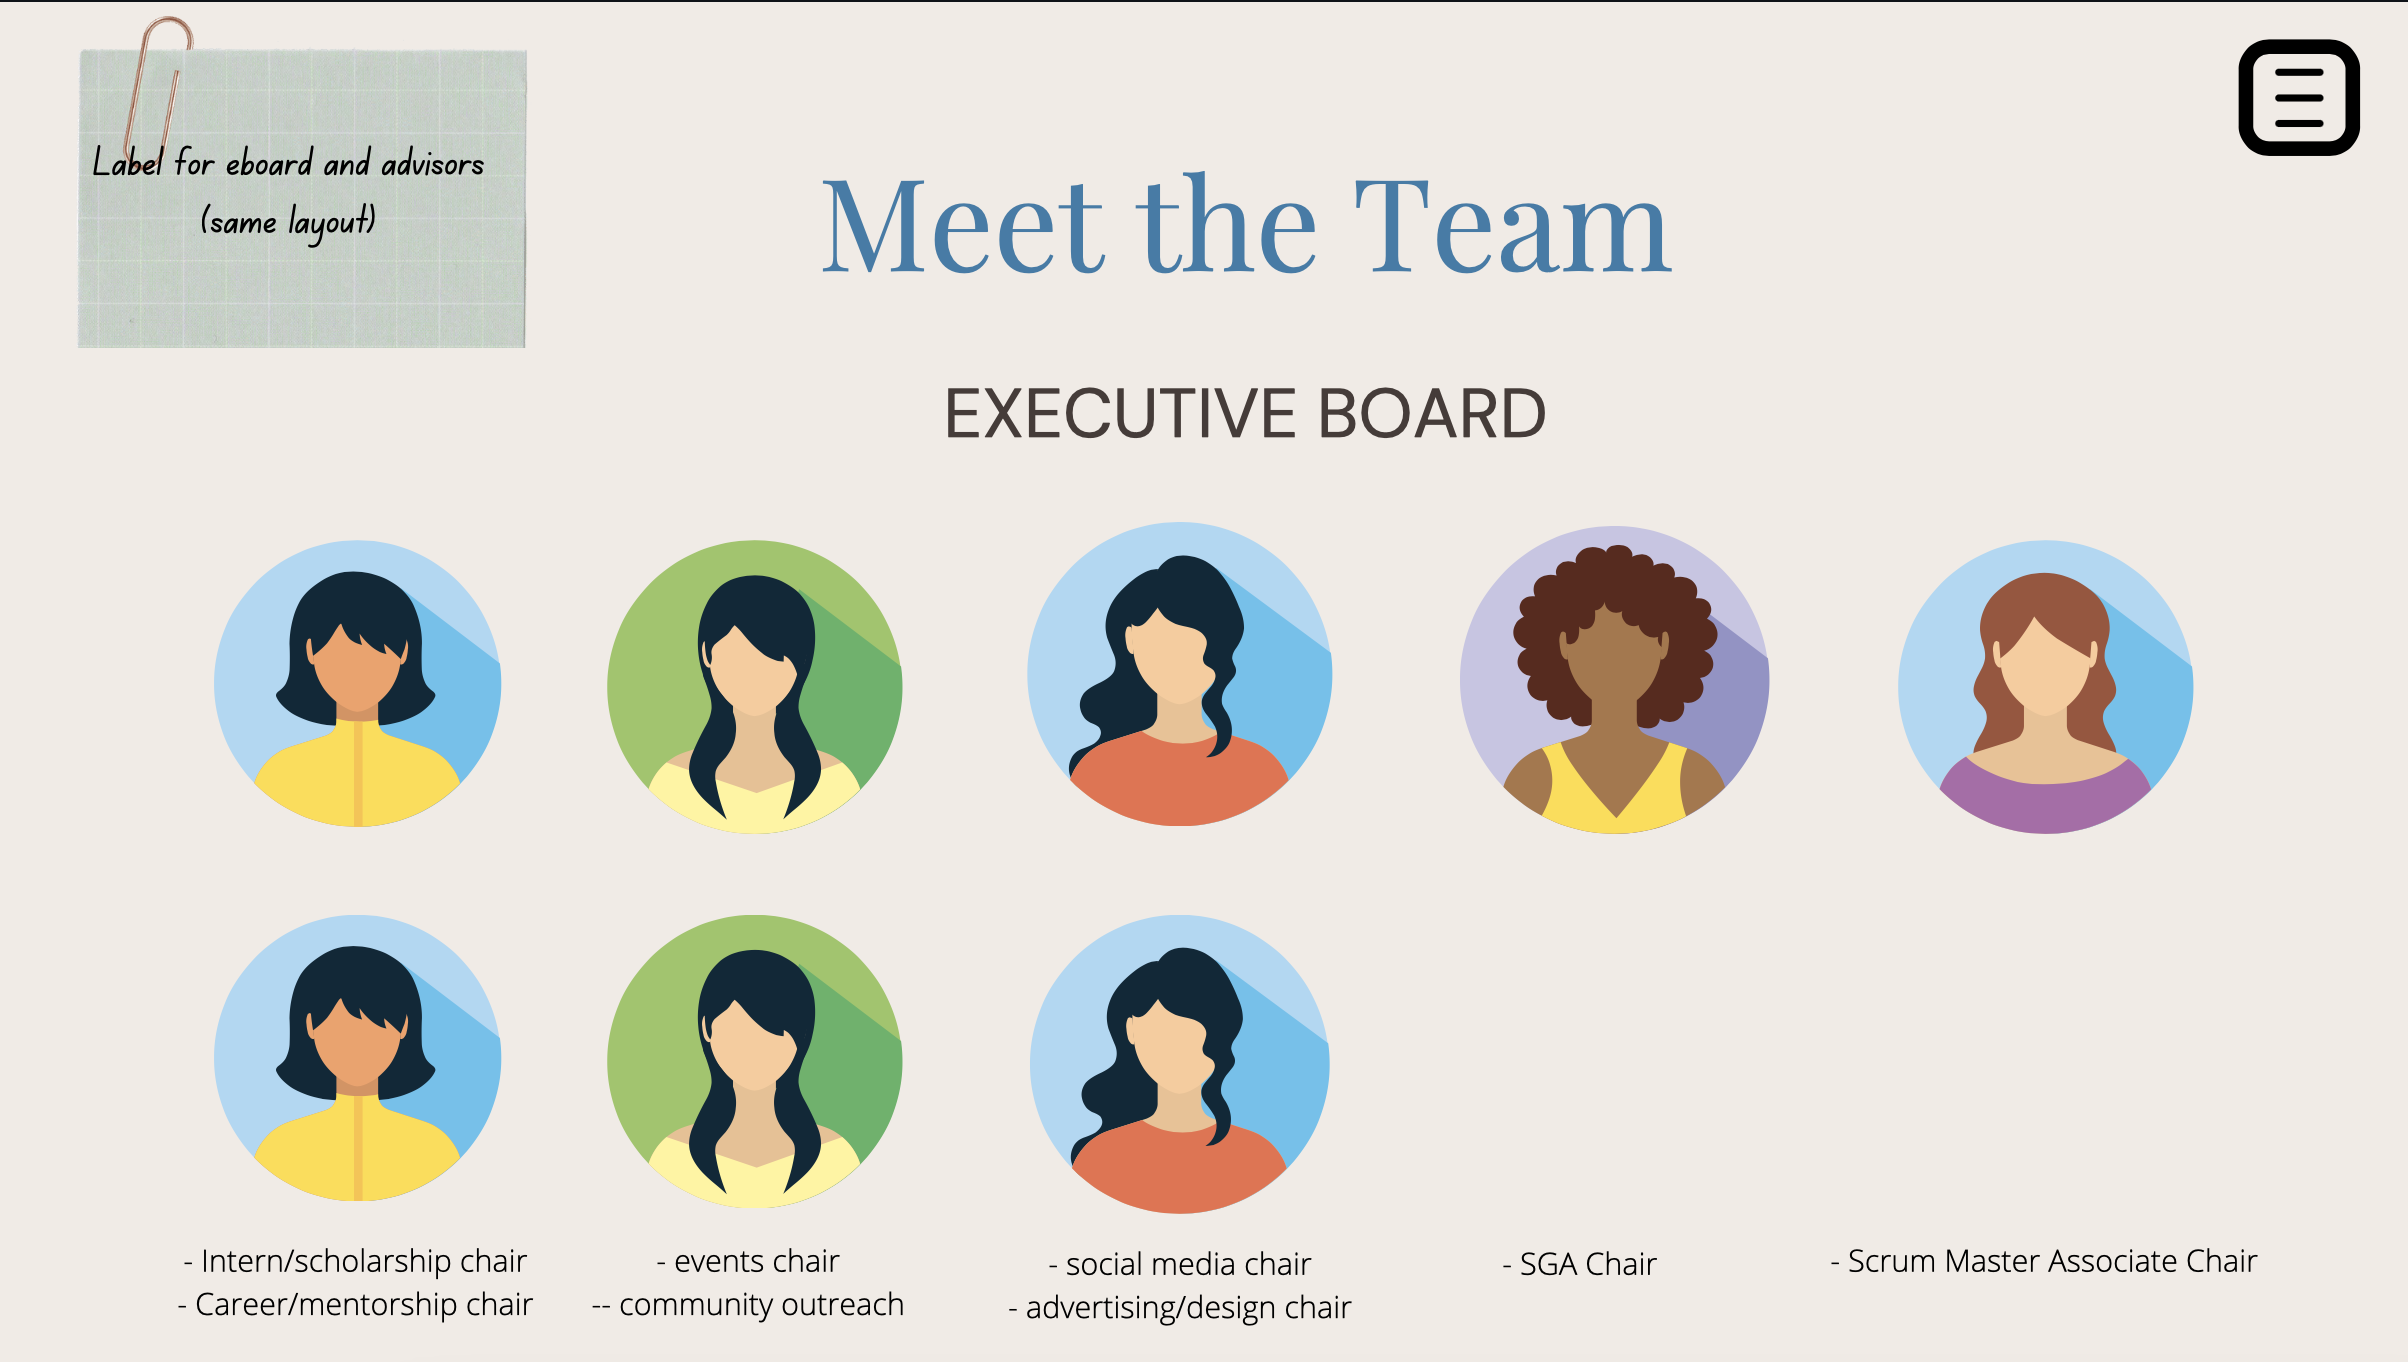 Label for eboard and advisors
(same layout)
Meet the Team
EXECUTIVE BOARD
- Intern/scholarship chair
- Career/mentorship chair
- events chair
-- community outreach
- social media chair
- advertising/design chair
- SGA Chair
- Scrum Master Associate Chair